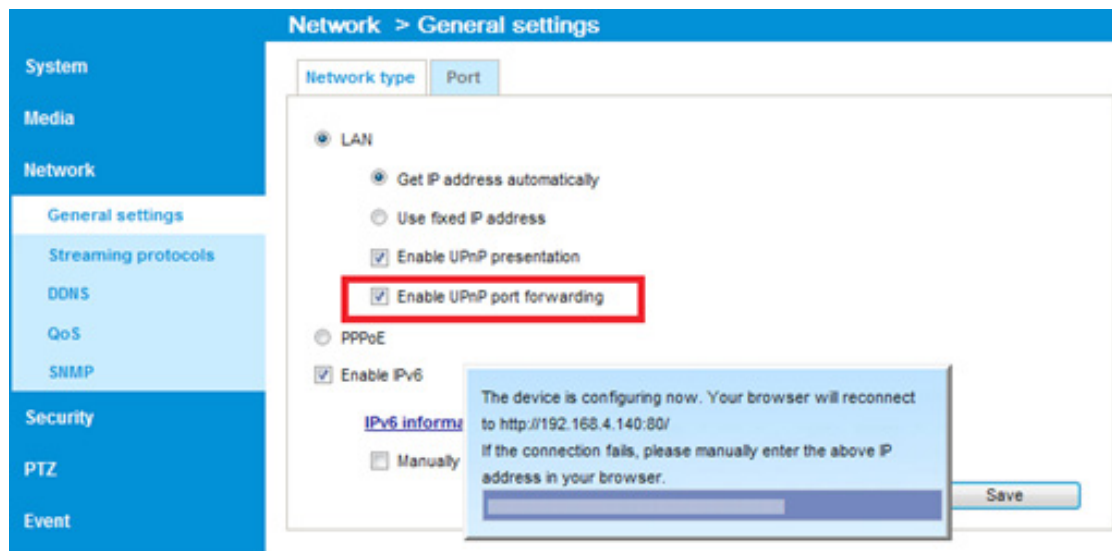 Network > General settings
System
Media
Network
General settings
Streaming protocols
DDNS
QoS
SNMP
Security
PTZ
Event
Network type
Port
LAN
Get IP address automatically
Use fixed IP address
Enable UPnP presentation
Enable UPnP port forwarding
PPPoE
Enable IPv6
IPv6 informa
Manually
The device is configuring now. Your browser will reconnect
to http://192.168.4.140:80/
If the connection fails, please manually enter the above IP
address in your browser.
Save